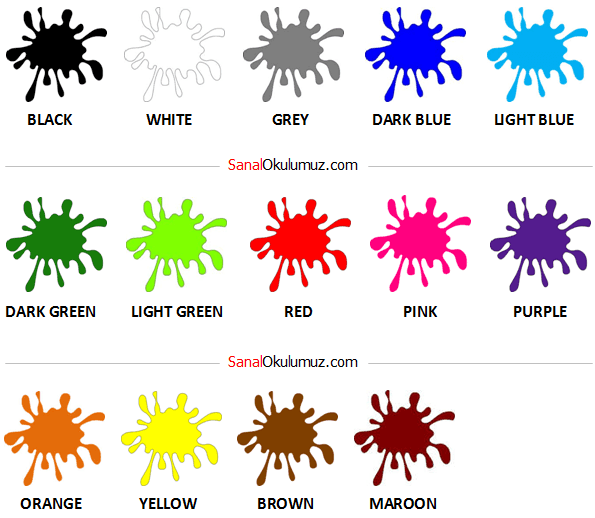 BLACK WHITE GREY DARK BLUE LIGHT BLUE
SanalOkulumuz.com
DARK GREEN LIGHT GREEN RED PINK PURPLE
SanalOkulumuz.com
ORANGE YELLOW BROWN MAROON